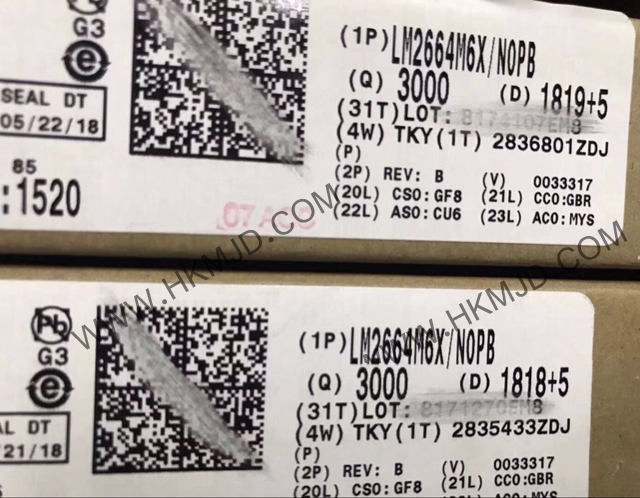 G3
e
SEAL DT
05/22/18
85
:1520
(1P) LM2664M6X/NOPB
(Q) 3000 (D) 1819+5
(31T)LOT: 8174107EM8
(4W) TKY(1T) 2836801ZDJ
(P)
(2P) REV: B (V) 0033317
(20L) CSO:GF8 (21L) CCO:GBR
(22L) ASO:CU6 (23L) ACO:MYS
WWW.HKMJD.COM
WWW.HKMJD.COM
Pb
G3
e
AL DT
21/18
(1P) LM2664M6X/NOPB
(Q) 3000 (D) 1818+5
(31T)LOT: 8171270EM8
(4W) TKY(1T) 2835433ZDJ
(P)
(2P) REV: B (V) 0033317
(20L) CSO:GF8 (21L) CCO:GBR